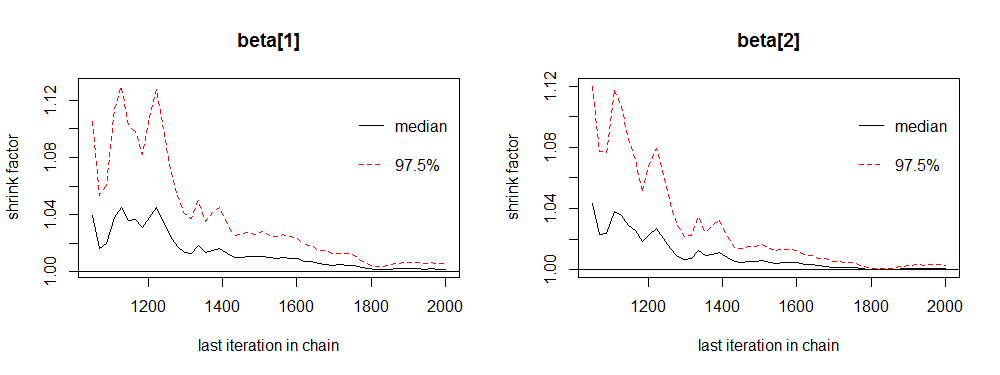 beta[1]
shrink factor
1.00 1.04 1.08 1.12
median
97.5%
1200 1400 1600 1800 2000
last iteration in chain
beta[2]
shrink factor
1.00 1.04 1.08 1.12
median
97.5%
1200 1400 1600 1800 2000
last iteration in chain